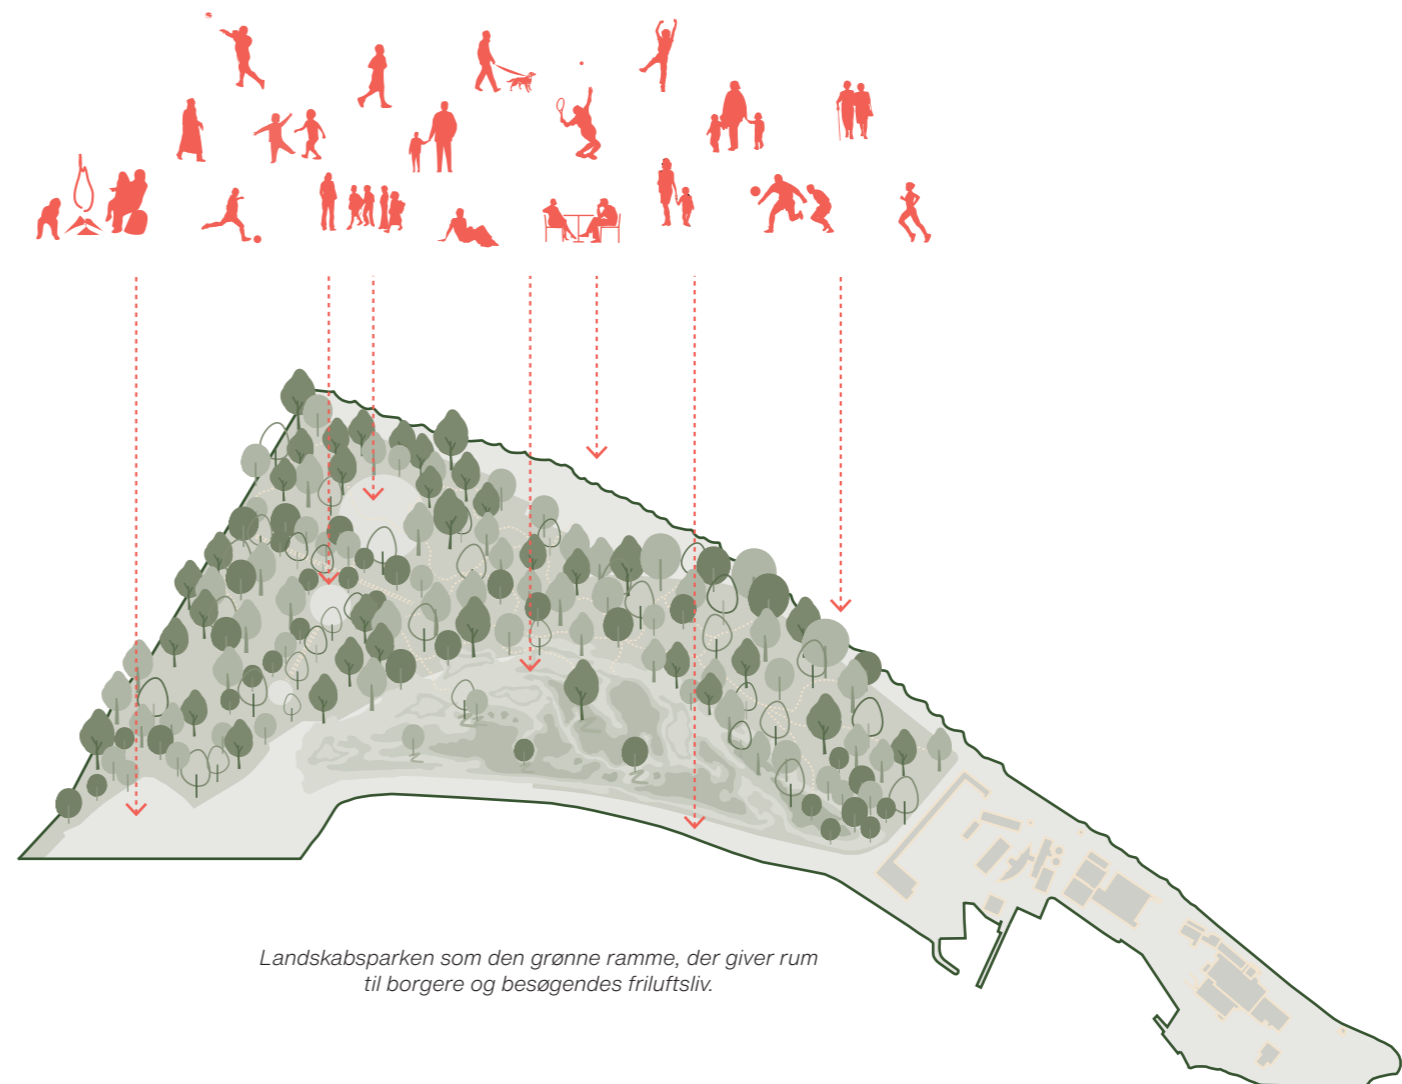 Landskabsparken som den grønne ramme, der giver rum
til borgere og besøgendes friluftsliv.